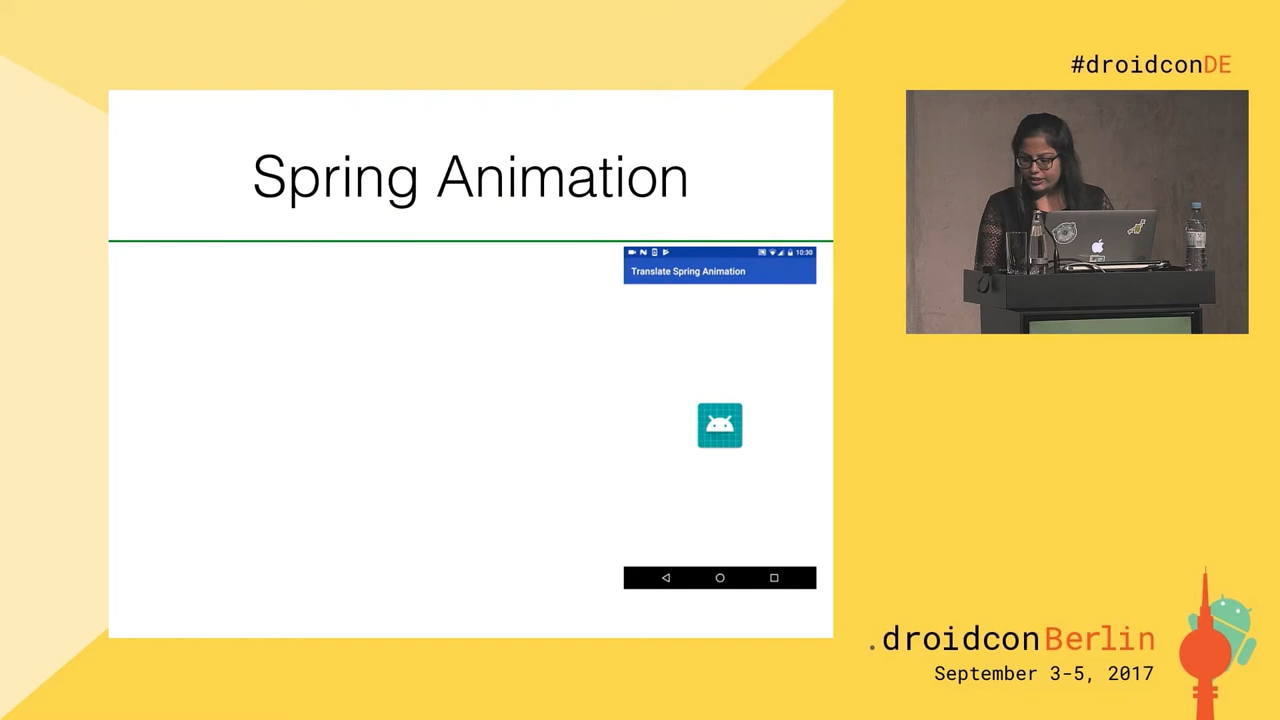 #droidconDE
Spring Animation
10:30
Translate Spring Animation
.droidconBerlin
September 3-5, 2017